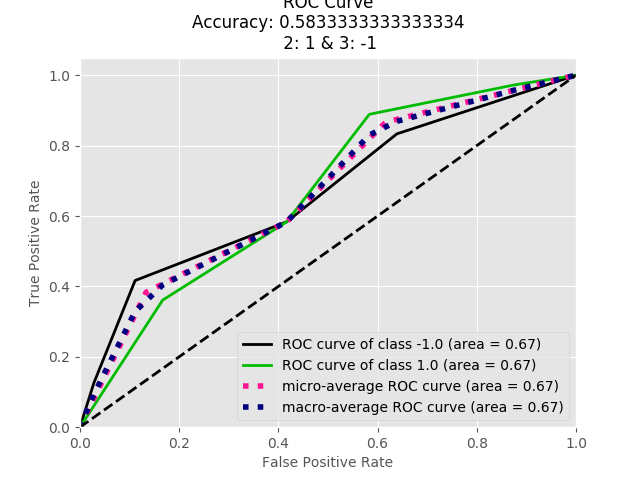 ROC Curve
Accuracy: 0.5833333333333334
2: 1 & 3: -1
1.0
0.8
0.6
0.4
0.2
0.0
True Positive Rate
ROC curve of class -1.0 (area = 0.67)
ROC curve of class 1.0 (area = 0.67)
micro-average ROC curve (area = 0.67)
macro-average ROC curve (area = 0.67)
0.0 0.2 0.4 0.6 0.8 1.0
False Positive Rate